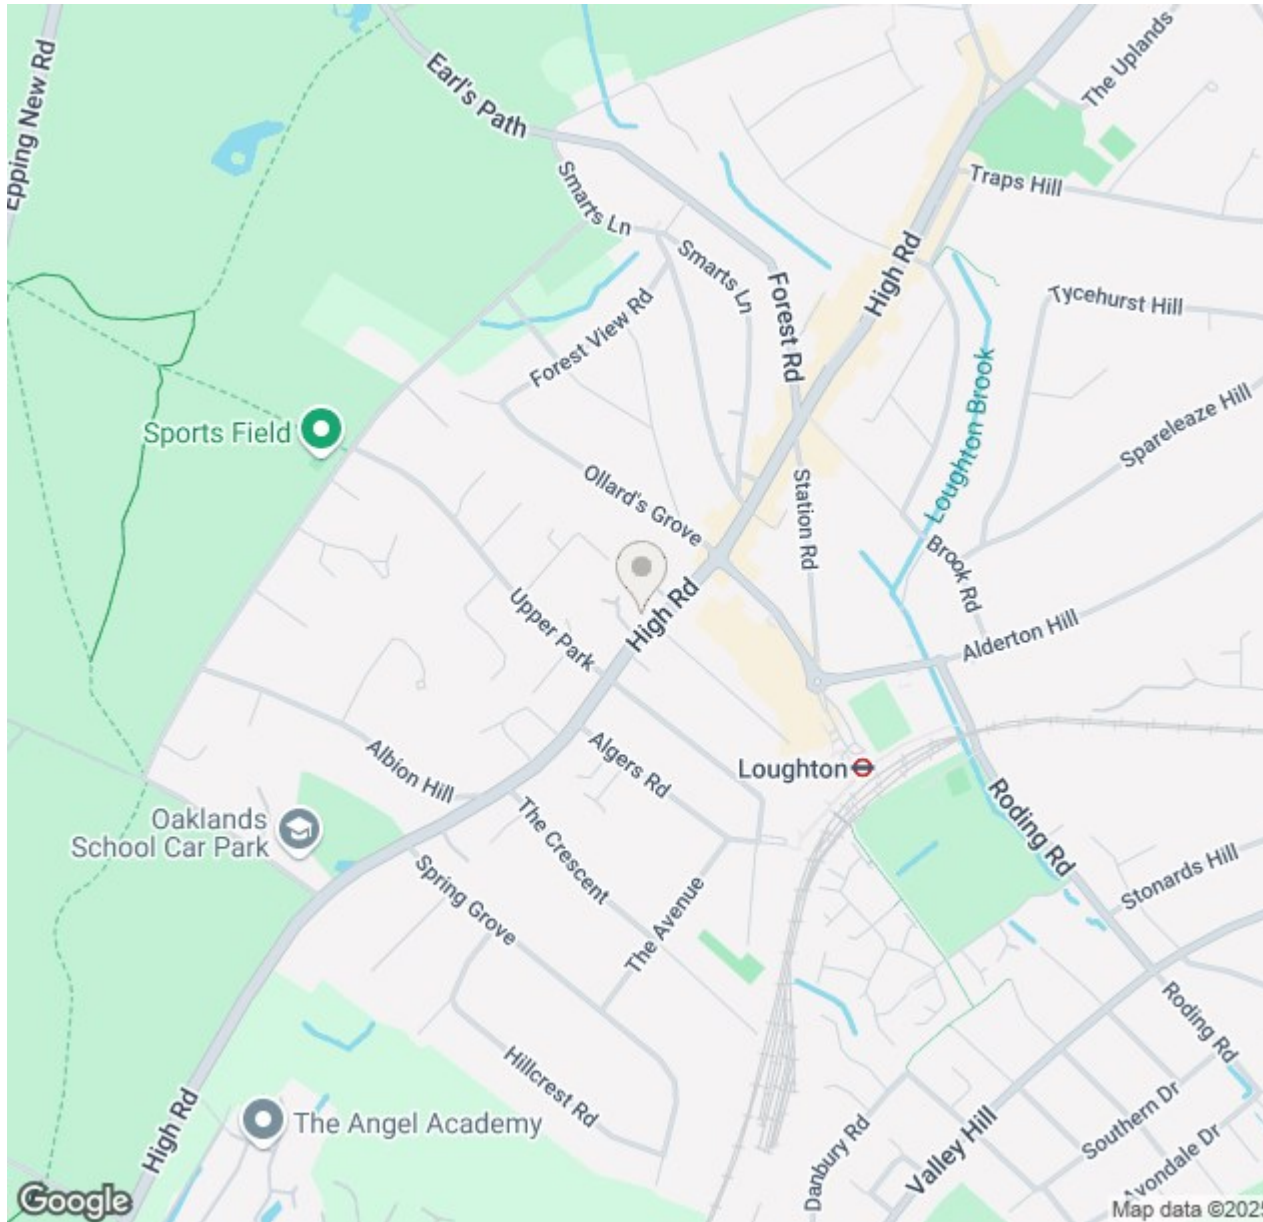 Epping New Rd
Earl's Path
The Uplands
Smarts Ln
Traps Hill
Smarts Ln
High Rd
Forest View Rd
Forest Rd
Tycehurst Hill
Loughton Brook
Spareleaze Hill
Sports Field
Ollard's Grove
Station Rd
Brook Rd
Upper Park
High Rd
Alderton Hill
Albion Hill
Algers Rd
Loughton
Roding Rd
Oaklands
School Car Park
The Crescent
Spring Grove
The Avenue
Stonards Hill
Roding Rd
Hillcrest Rd
High Rd
The Angel Academy
Danbury Rd
Valley Hill
Southern Dr
Avondale Dr
Google
Map data ©2025